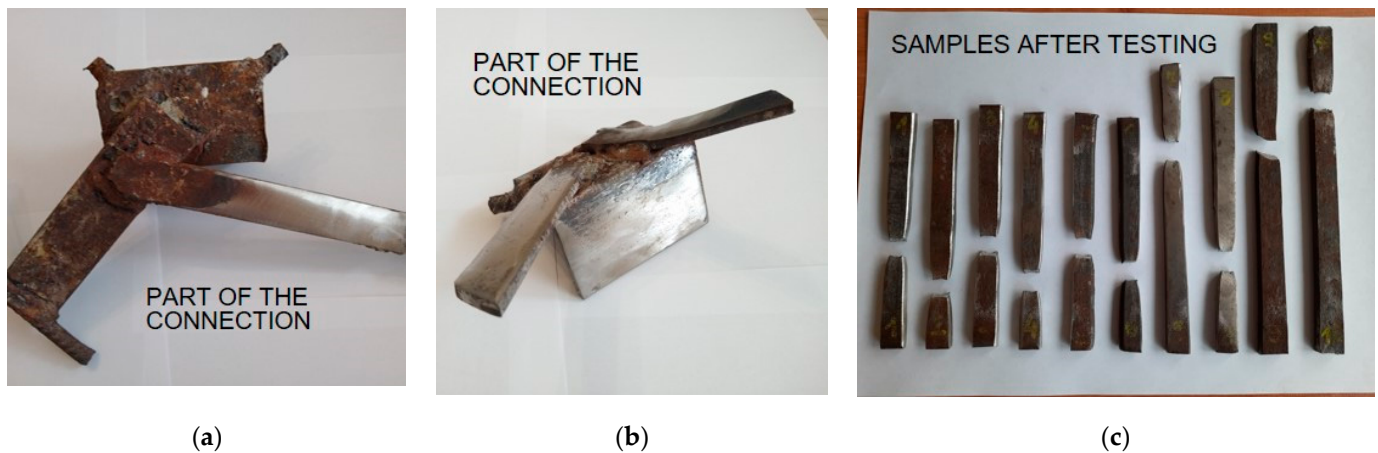 PART OF THE
CONNECTION
PART OF THE
CONNECTION
SAMPLES AFTER TESTING
(a)
(b)
(c)